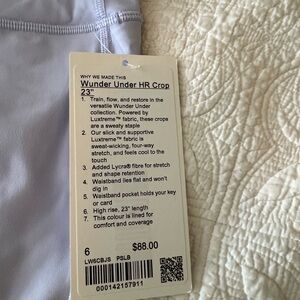 WHY WE MADE THIS
Wunder Under HR Crop
23"
1. Train, flow, and restore in the
versatile Wunder Under
collection. Powered by
Luxtreme™ fabric, these crops
are a sweaty staple
2. Our slick and supportive
Luxtreme™ fabric is
sweat-wicking, four-way
stretch, and feels cool to the
touch
3. Added Lycra® fibre for stretch
and shape retention
4. Waistband lies flat and won't
dig in
5. Waistband pocket holds your key
or card
6. High rise, 23" length
7. This colour is lined for
comfort and coverage
6 $88.00
LW6CBJS PSLB
000142157911